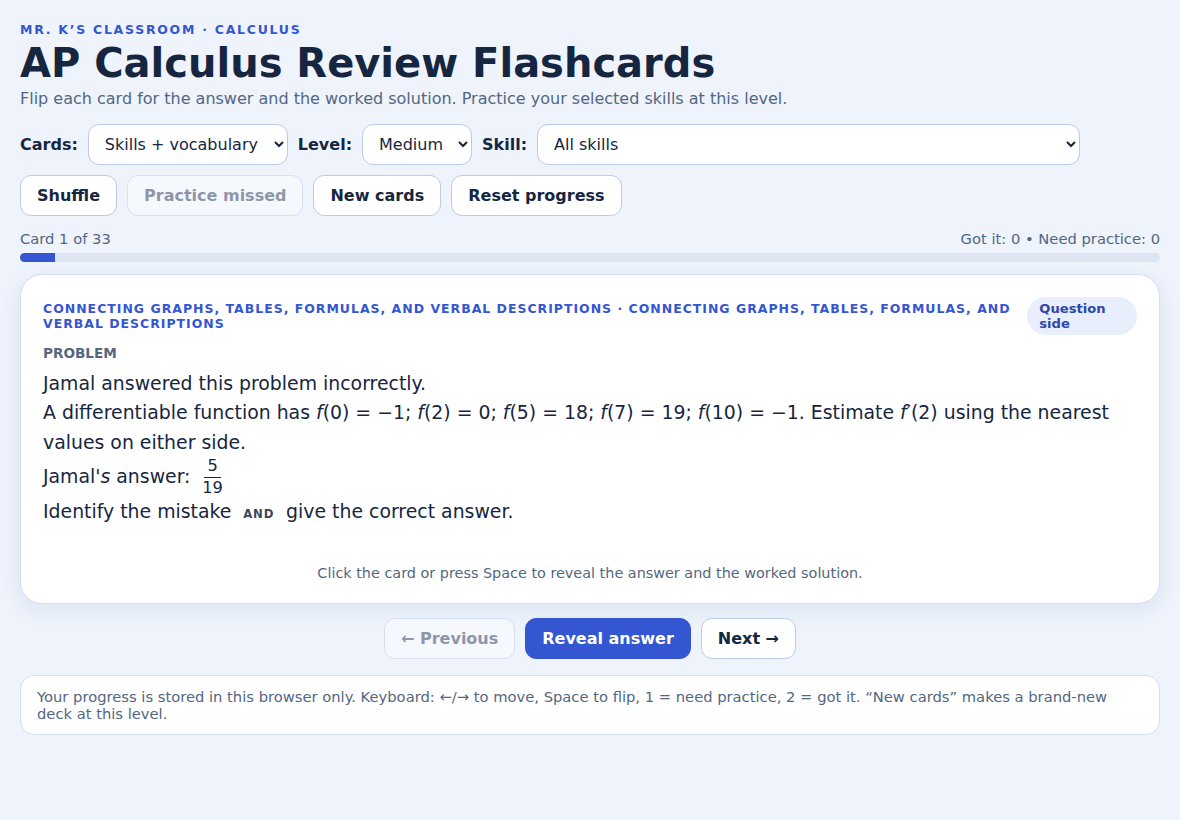 MR. K’S CLASSROOM · CALCULUS
AP Calculus Review Flashcards
Flip each card for the answer and the worked solution. Practice your selected skills at this level.
Cards: Skills + vocabulary Level: Medium Skill: All skills
Shuffle Practice missed New cards Reset progress
Card 1 of 33 Got it: 0 • Need practice: 0
CONNECTING GRAPHS, TABLES, FORMULAS, AND VERBAL DESCRIPTIONS · CONNECTING GRAPHS, TABLES, FORMULAS, AND
VERBAL DESCRIPTIONS
Question
side
PROBLEM
Jamal answered this problem incorrectly.
A differentiable function has f(0) = −1; f(2) = 0; f(5) = 18; f(7) = 19; f(10) = −1. Estimate f′(2) using the nearest
values on either side.
Jamal's answer: 5/19
Identify the mistake AND give the correct answer.
Click the card or press Space to reveal the answer and the worked solution.
← Previous Reveal answer Next →
Your progress is stored in this browser only. Keyboard: ←/→ to move, Space to flip, 1 = need practice, 2 = got it. “New cards” makes a brand-new
deck at this level.